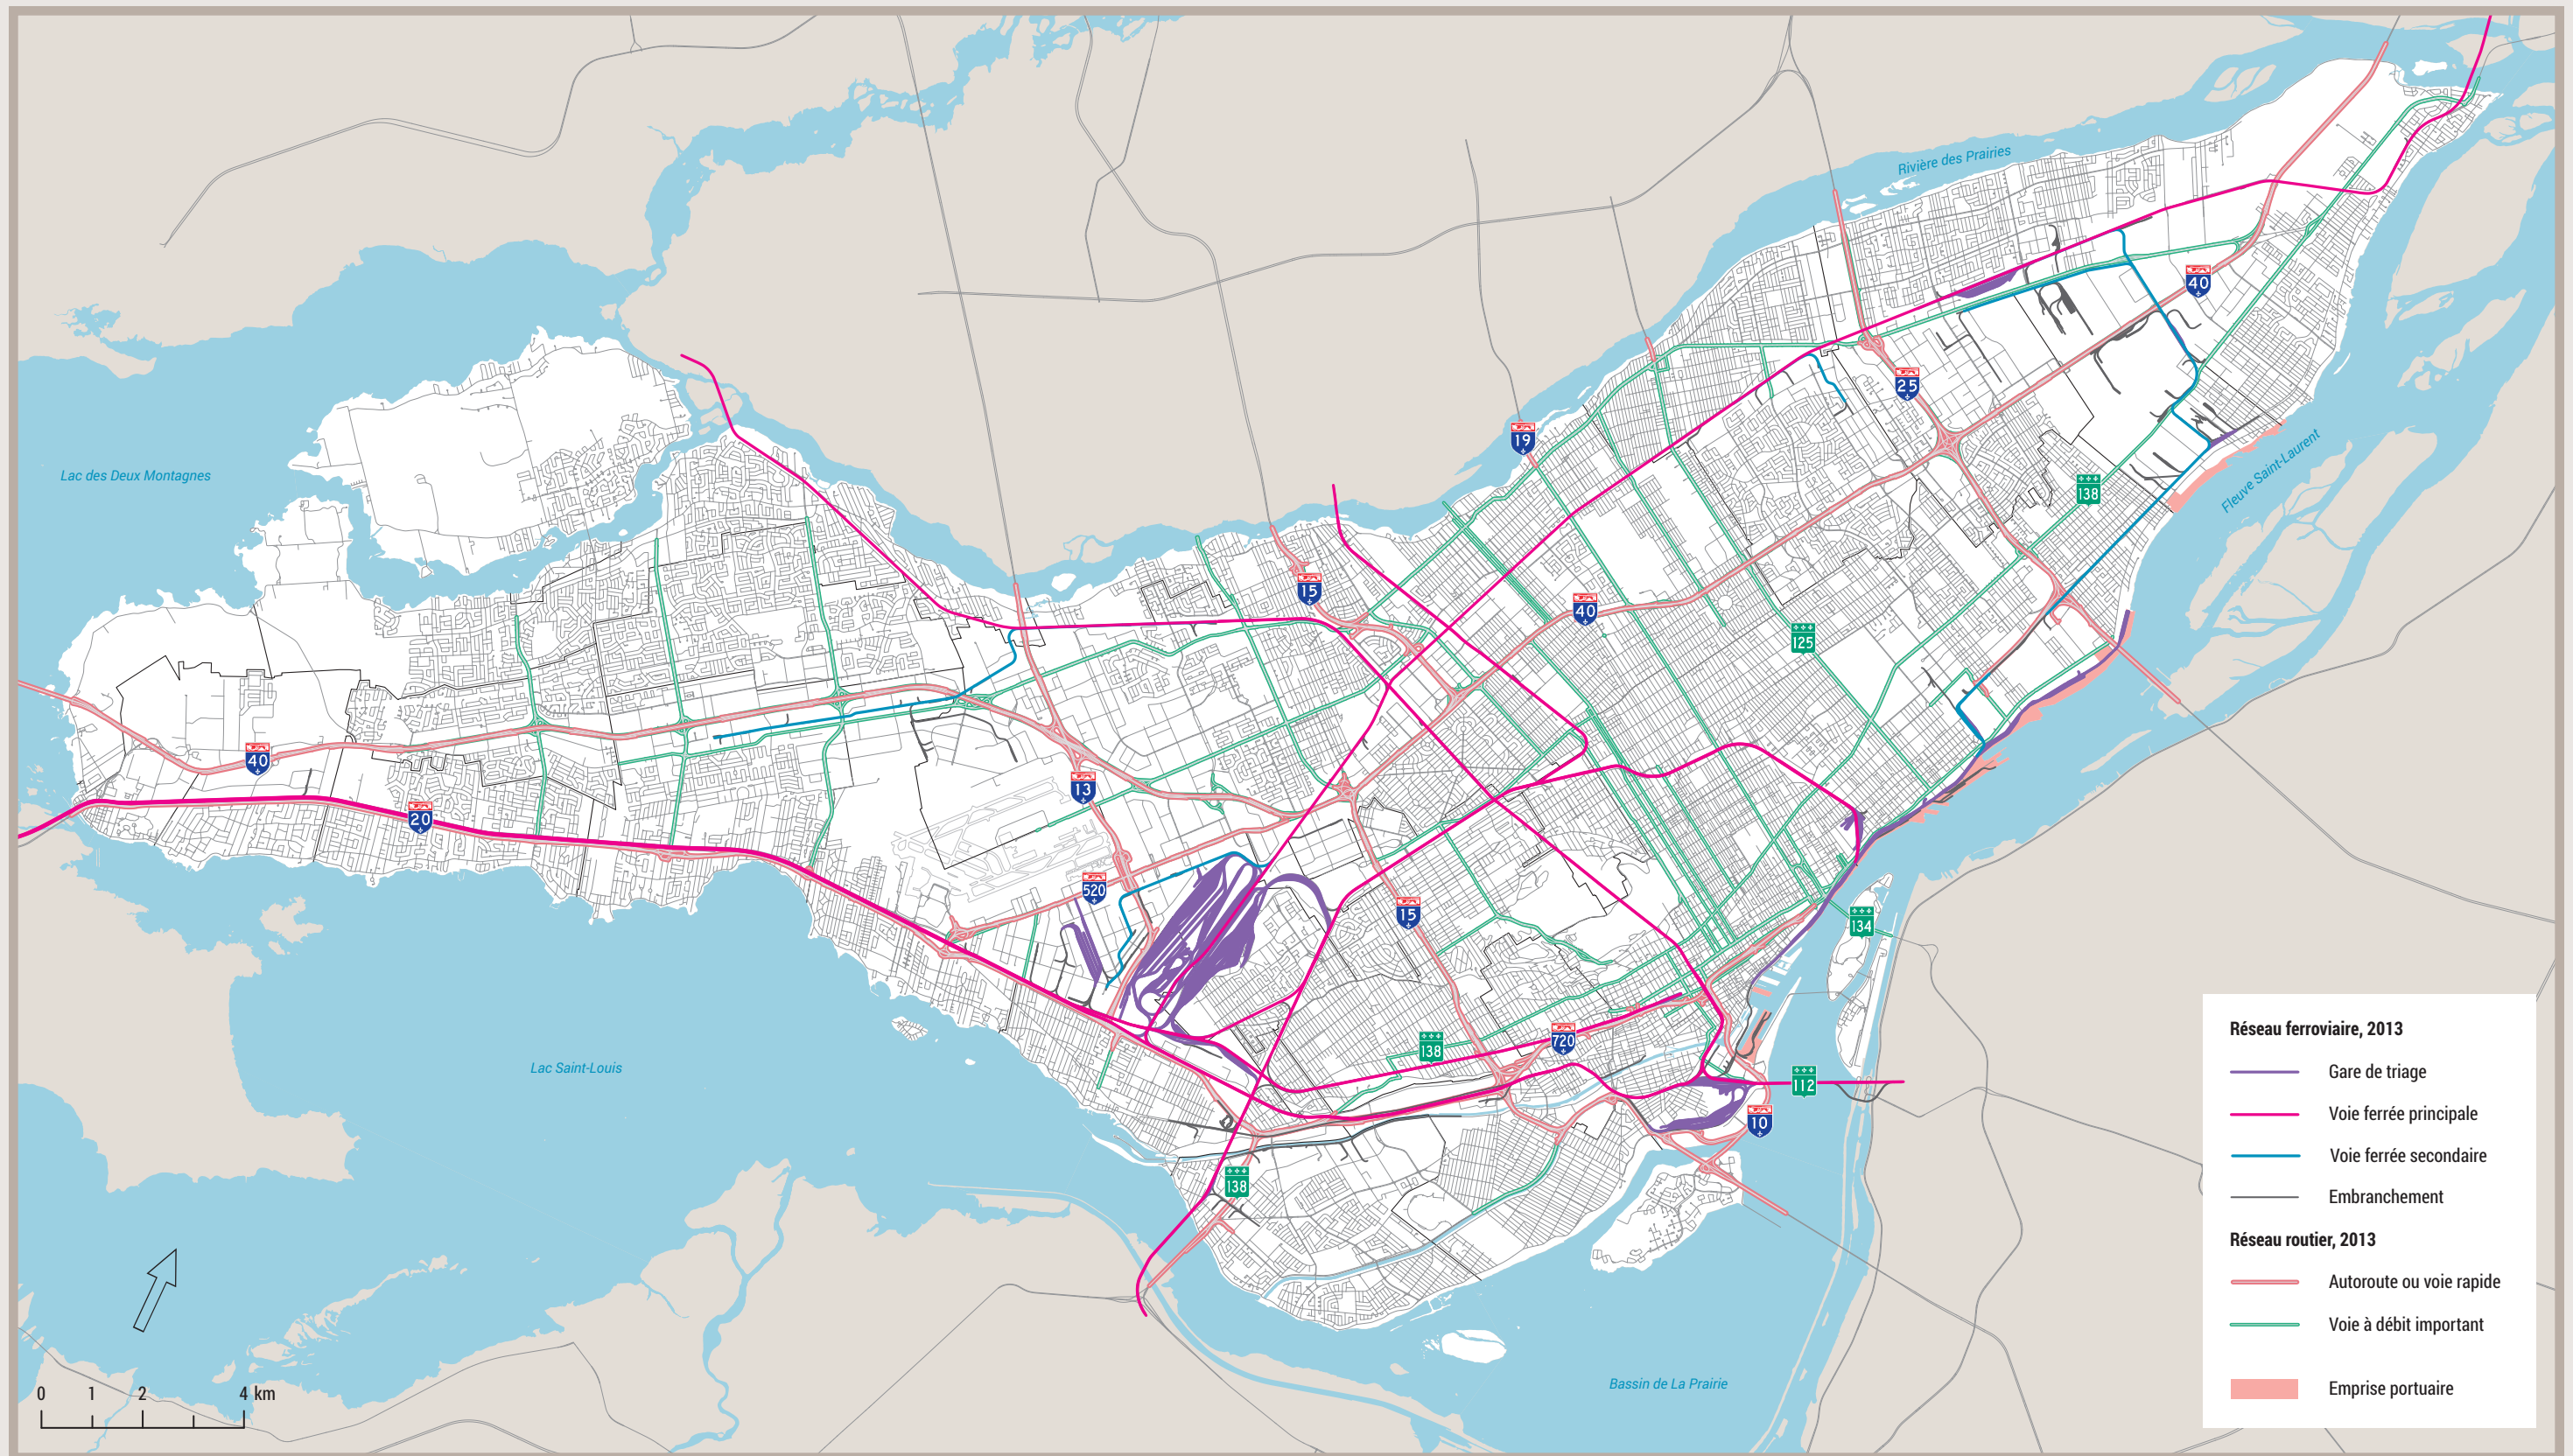 Rivière des Prairies
40
25
19
Lac des Deux Montagnes
138
Fleuve Saint-Laurent
15
40
125
40
13
20
520
15
134
720
138
Lac Saint-Louis
112
10
138
Bassin de La Prairie
0 1 2 4 km
Réseau ferroviaire, 2013
Gare de triage
Voie ferrée principale
Voie ferrée secondaire
Embranchement
Réseau routier, 2013
Autoroute ou voie rapide
Voie à débit important
Emprise portuaire